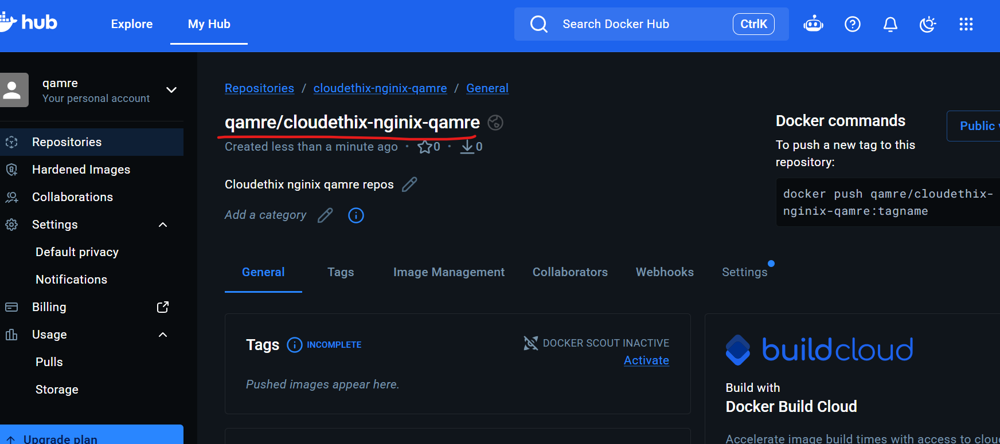 hub
Explore
My Hub
Search Docker Hub
CtrlK
qamre
Your personal account
Repositories
Hardened Images
Collaborations
Settings
Default privacy
Notifications
Billing
Usage
Pulls
Storage
Upgrade plan
Repositories / cloudethix-nginix-qamre / General
qamre/cloudethix-nginix-qamre
Created less than a minute ago · 0 · 0
Cloudethix nginix qamre repos
Add a category
Docker commands
Public
To push a new tag to this
repository:
docker push qamre/cloudethix-
nginix-qamre:tagname
General
Tags
Image Management
Collaborators
Webhooks
Settings
Tags
INCOMPLETE
DOCKER SCOUT INACTIVE
Activate
Pushed images appear here.
buildcloud
Build with
Docker Build Cloud
Accelerate image build times with access to